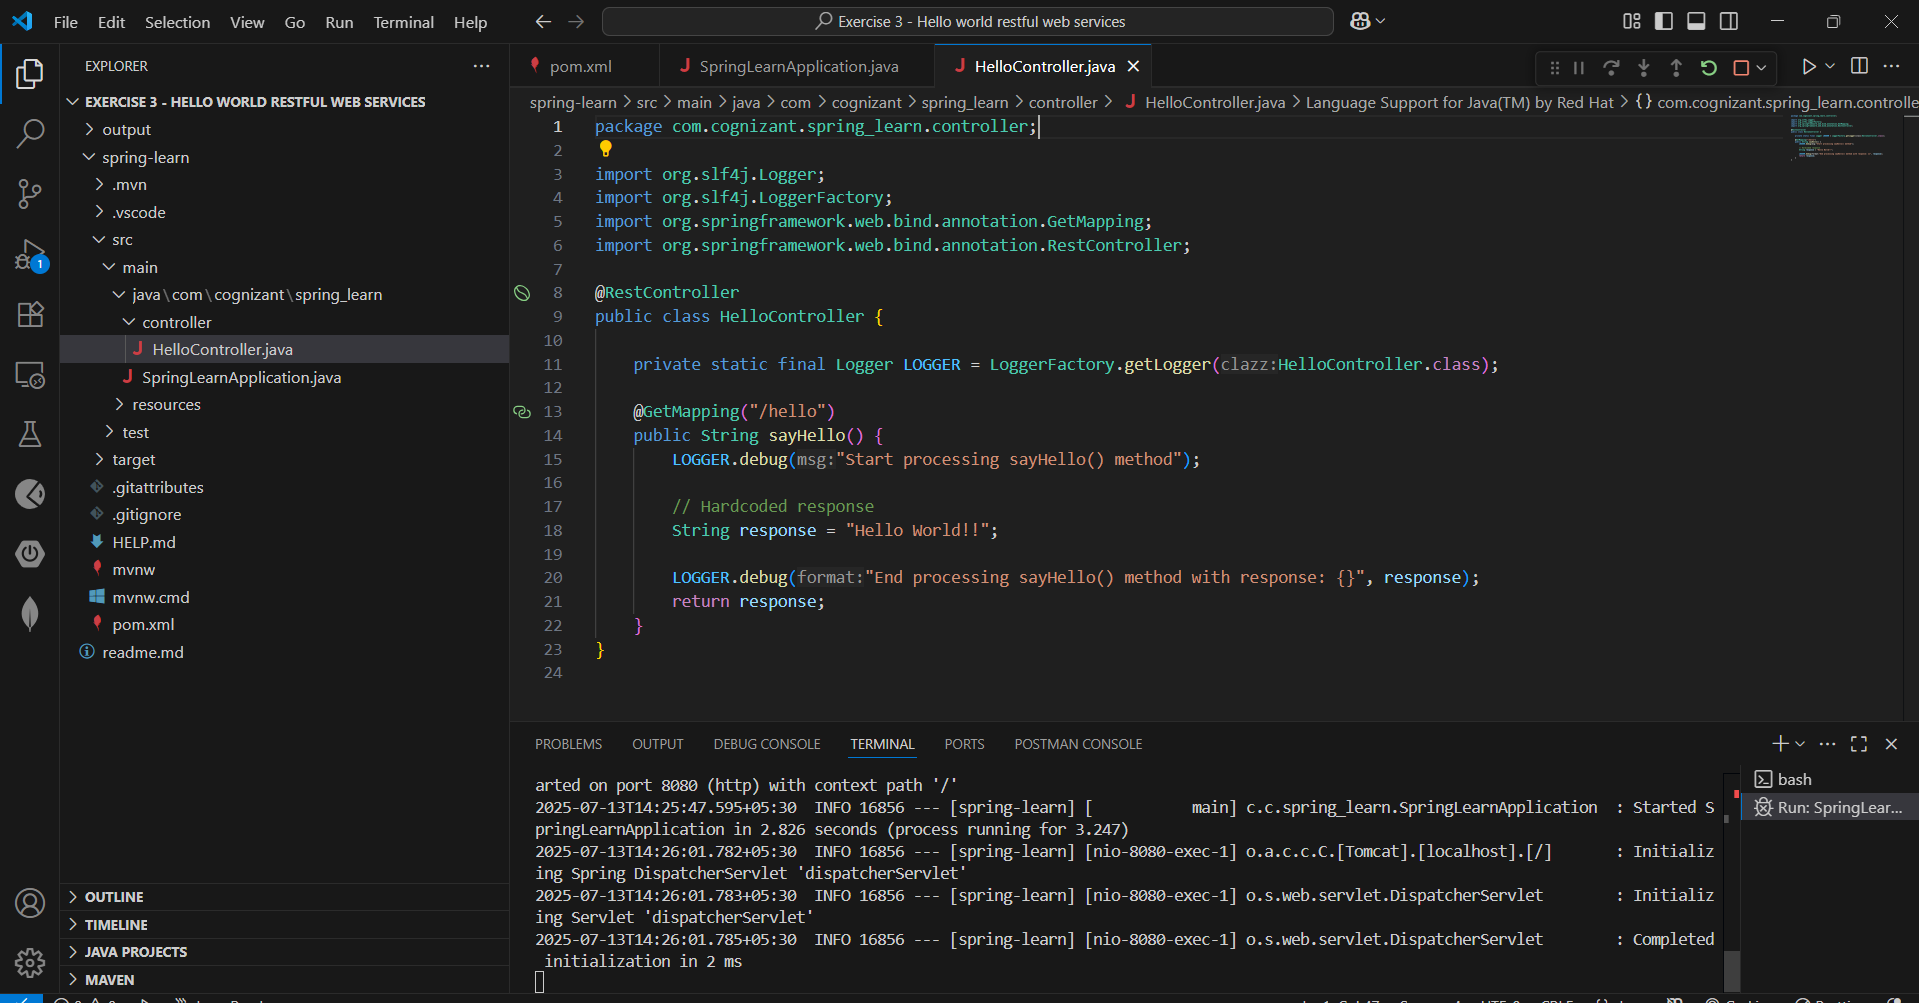 File Edit Selection View Go Run Terminal Help
Exercise 3 - Hello world restful web services
EXPLORER
EXERCISE 3 - HELLO WORLD RESTFUL WEB SERVICES
output
spring-learn
.mvn
.vscode
src
main
java\com\cognizant\spring_learn
controller
HelloController.java
SpringLearnApplication.java
resources
test
target
.gitattributes
.gitignore
HELP.md
mvnw
mvnw.cmd
pom.xml
readme.md
1
OUTLINE
TIMELINE
JAVA PROJECTS
MAVEN
pom.xml SpringLearnApplication.java HelloController.java
spring-learn > src > main > java > com > cognizant > spring_learn > controller > HelloController.java > Language Support for Java(TM) by Red Hat > {} com.cognizant.spring_learn.controlle
1 package com.cognizant.spring_learn.controller;
2
3 import org.slf4j.Logger;
4 import org.slf4j.LoggerFactory;
5 import org.springframework.web.bind.annotation.GetMapping;
6 import org.springframework.web.bind.annotation.RestController;
7
8 @RestController
9 public class HelloController {
10
11 private static final Logger LOGGER = LoggerFactory.getLogger(clazz:HelloController.class);
12
13 @GetMapping("/hello")
14 public String sayHello() {
15 LOGGER.debug(msg:"Start processing sayHello() method");
16
17 // Hardcoded response
18 String response = "Hello World!!";
19
20 LOGGER.debug(format:"End processing sayHello() method with response: {}", response);
21 return response;
22 }
23 }
24
PROBLEMS OUTPUT DEBUG CONSOLE TERMINAL PORTS POSTMAN CONSOLE
arted on port 8080 (http) with context path '/'
2025-07-13T14:25:47.595+05:30 INFO 16856 --- [spring-learn] [ main] c.c.spring_learn.SpringLearnApplication : Started S
pringLearnApplication in 2.826 seconds (process running for 3.247)
2025-07-13T14:26:01.782+05:30 INFO 16856 --- [spring-learn] [nio-8080-exec-1] o.a.c.c.C.[Tomcat].[localhost].[/] : Initializ
ing Spring DispatcherServlet 'dispatcherServlet'
2025-07-13T14:26:01.783+05:30 INFO 16856 --- [spring-learn] [nio-8080-exec-1] o.s.web.servlet.DispatcherServlet : Initializ
ing Servlet 'dispatcherServlet'
2025-07-13T14:26:01.785+05:30 INFO 16856 --- [spring-learn] [nio-8080-exec-1] o.s.web.servlet.DispatcherServlet : Completed
initialization in 2 ms
bash
Run: SpringLear...